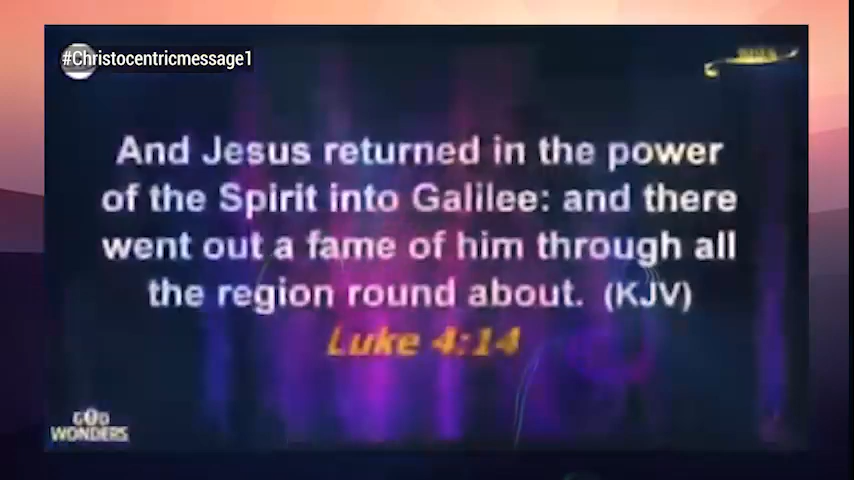 #Christocentricmessage1
And Jesus returned in the power
of the Spirit into Galilee: and there
went out a fame of him through all
the region round about. (KJV)
Luke 4:14
GOD
WONDERS